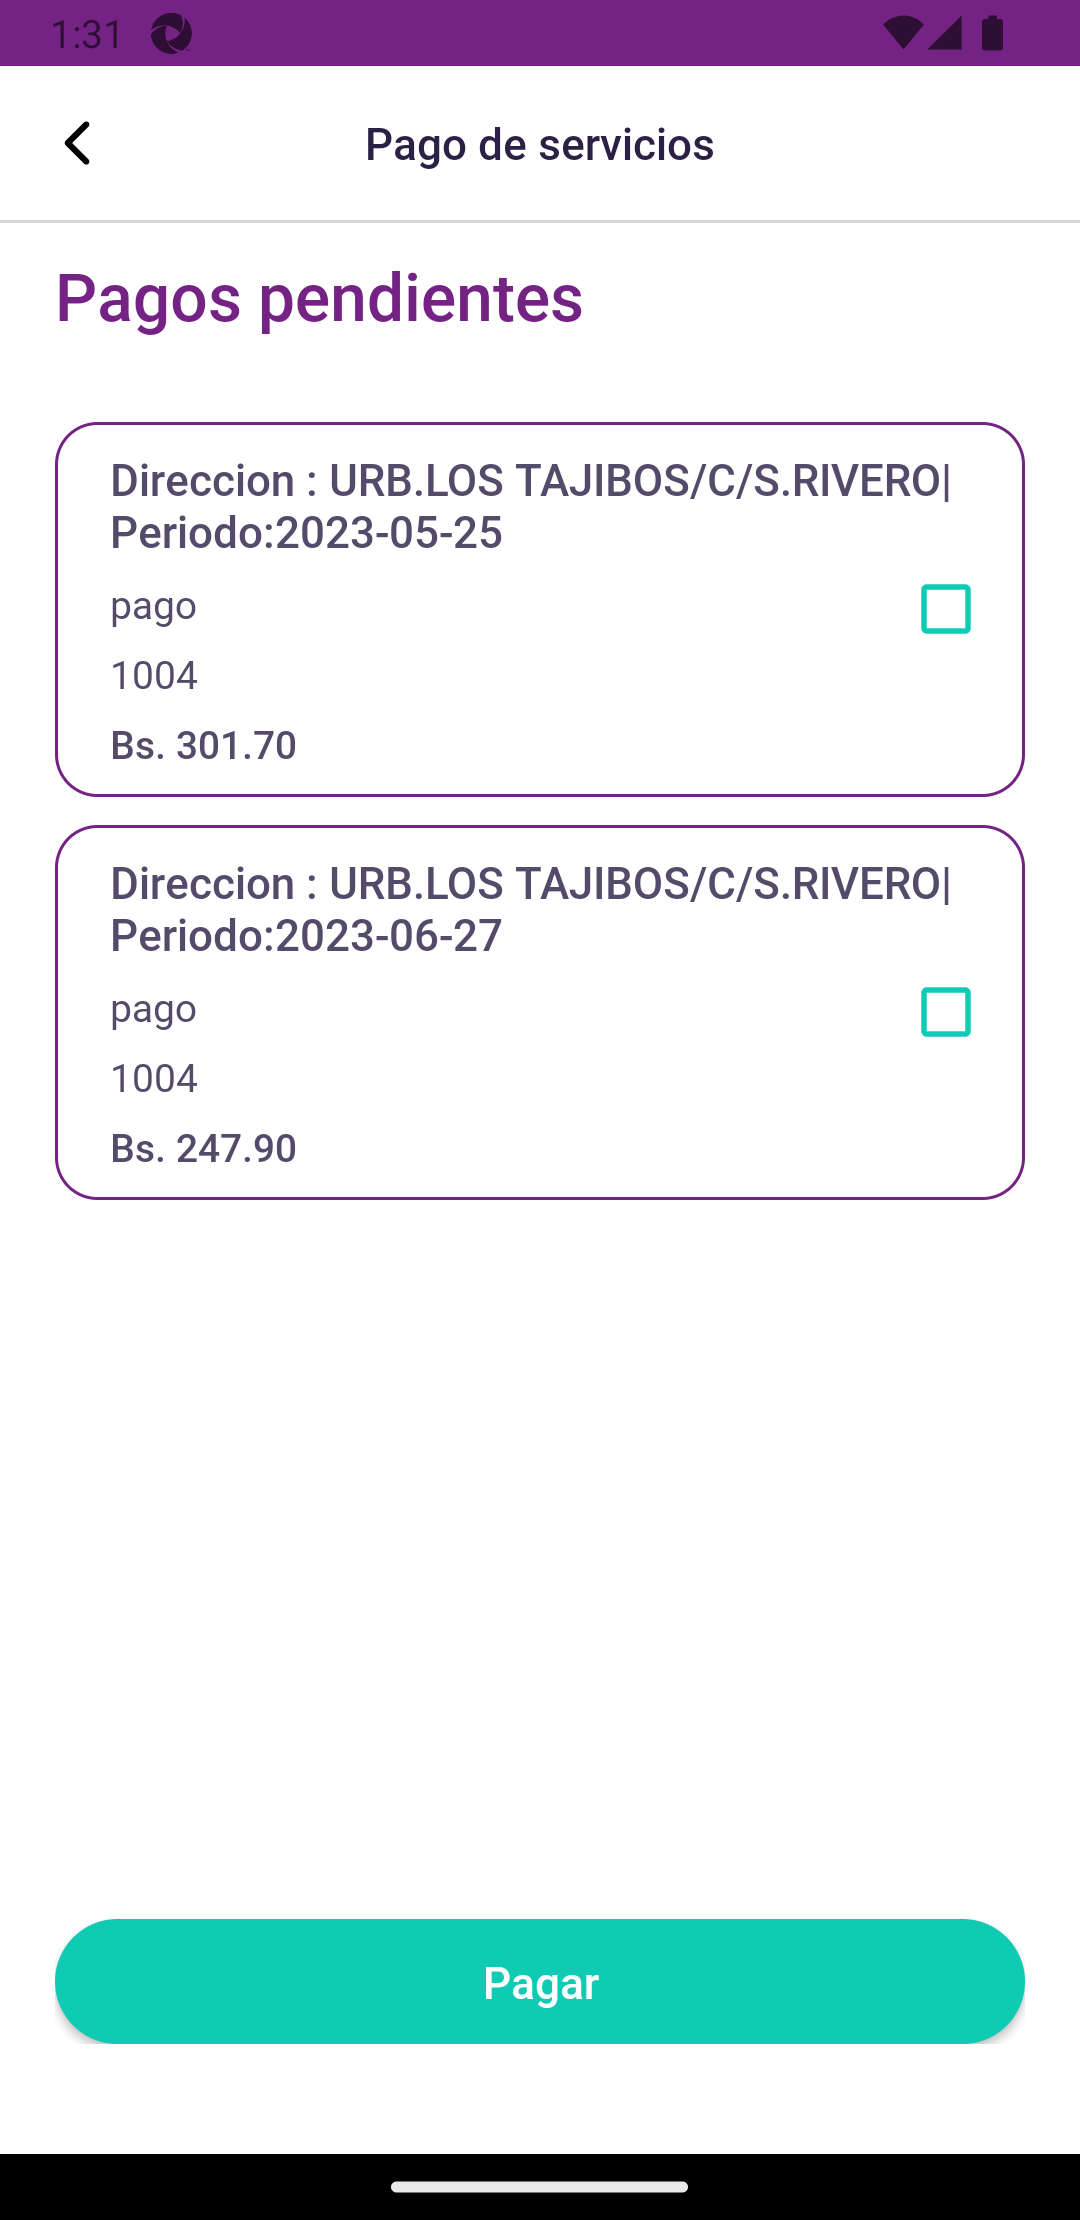 1:31
Pago de servicios
Pagos pendientes
Direccion : URB.LOS TAJIBOS/C/S.RIVERO|
Periodo:2023-05-25
pago
1004
Bs. 301.70
Direccion : URB.LOS TAJIBOS/C/S.RIVERO|
Periodo:2023-06-27
pago
1004
Bs. 247.90
Pagar